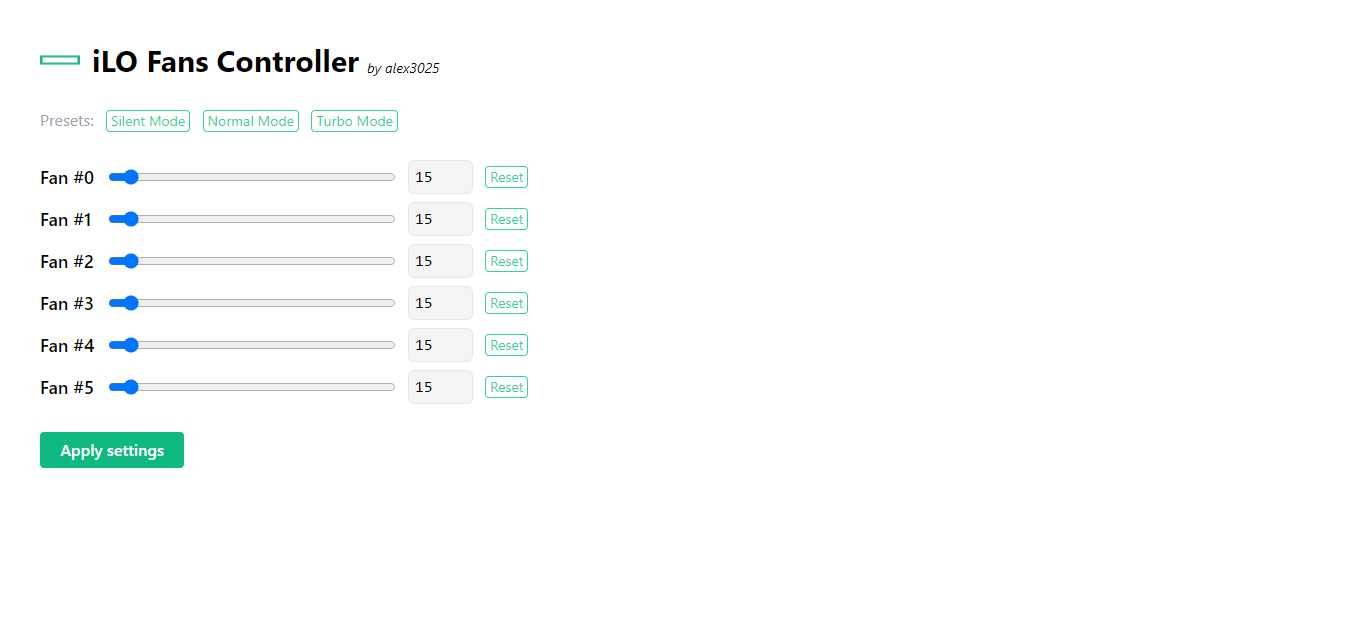 iLO Fans Controller by alex3025
Presets: Silent Mode Normal Mode Turbo Mode
Fan #0 15 Reset
Fan #1 15 Reset
Fan #2 15 Reset
Fan #3 15 Reset
Fan #4 15 Reset
Fan #5 15 Reset
Apply settings